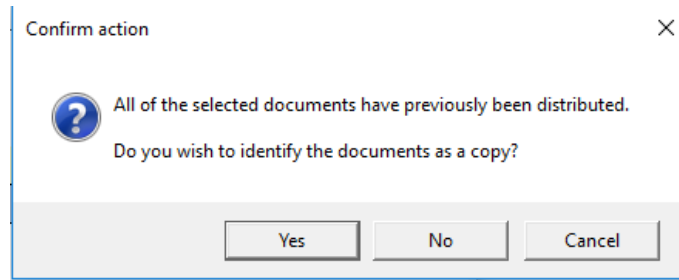 Confirm action
All of the selected documents have previously been distributed.
Do you wish to identify the documents as a copy?
Yes
No
Cancel